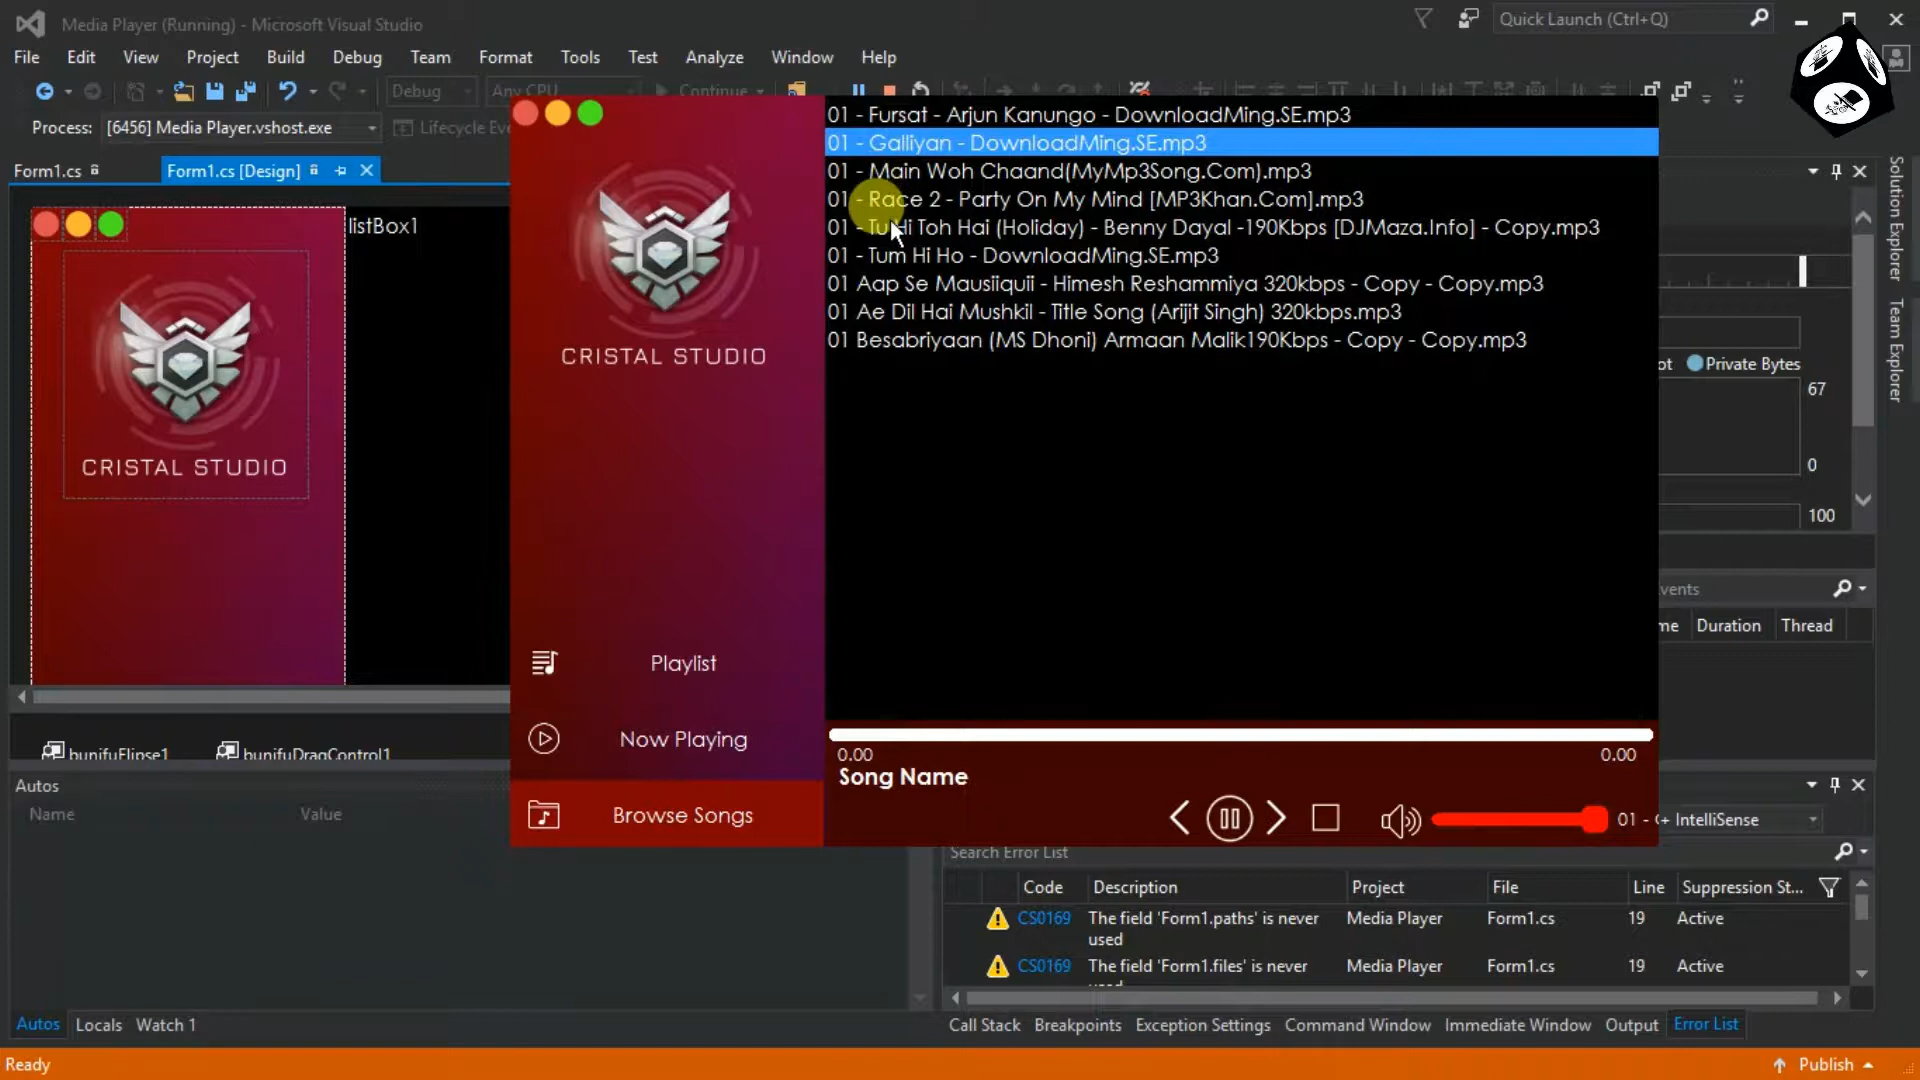 Media Player (Running) - Microsoft Visual Studio
Quick Launch (Ctrl+Q)
File Edit View Project Build Debug Team Format Tools Test Analyze Window Help
Debug Any CPU Continue
Process: [6456] Media Player.vshost.exe Lifecycle Eve
Form1.cs Form1.cs [Design]
listBox1
CRISTAL STUDIO
bunifuElipse1 bunifuDragControl1
CRISTAL STUDIO
Playlist
Now Playing
Browse Songs
01 - Fursat - Arjun Kanungo - DownloadMing.SE.mp3
01 - Galliyan - DownloadMing.SE.mp3
01 - Main Woh Chaand(MyMp3Song.Com).mp3
01 - Race 2 - Party On My Mind [MP3Khan.Com].mp3
01 - Tu Hi Toh Hai (Holiday) - Benny Dayal -190Kbps [DJMaza.Info] - Copy.mp3
01 - Tum Hi Ho - DownloadMing.SE.mp3
01 Aap Se Mausiiquii - Himesh Reshammiya 320kbps - Copy - Copy.mp3
01 Ae Dil Hai Mushkil - Title Song (Arijit Singh) 320kbps.mp3
01 Besabriyaan (MS Dhoni) Armaan Malik190Kbps - Copy - Copy.mp3
0.00 0.00
Song Name
01 -
Solution Explorer
Team Explorer
ot Private Bytes
67
0
100
vents
me Duration Thread
+ IntelliSense
Autos
Name Value
Search Error List
Code Description Project File Line Suppression St...
CS0169 The field 'Form1.paths' is never used Media Player Form1.cs 19 Active
CS0169 The field 'Form1.files' is never Media Player Form1.cs 19 Active
Autos Locals Watch 1
Call Stack Breakpoints Exception Settings Command Window Immediate Window Output Error List
Ready
Publish